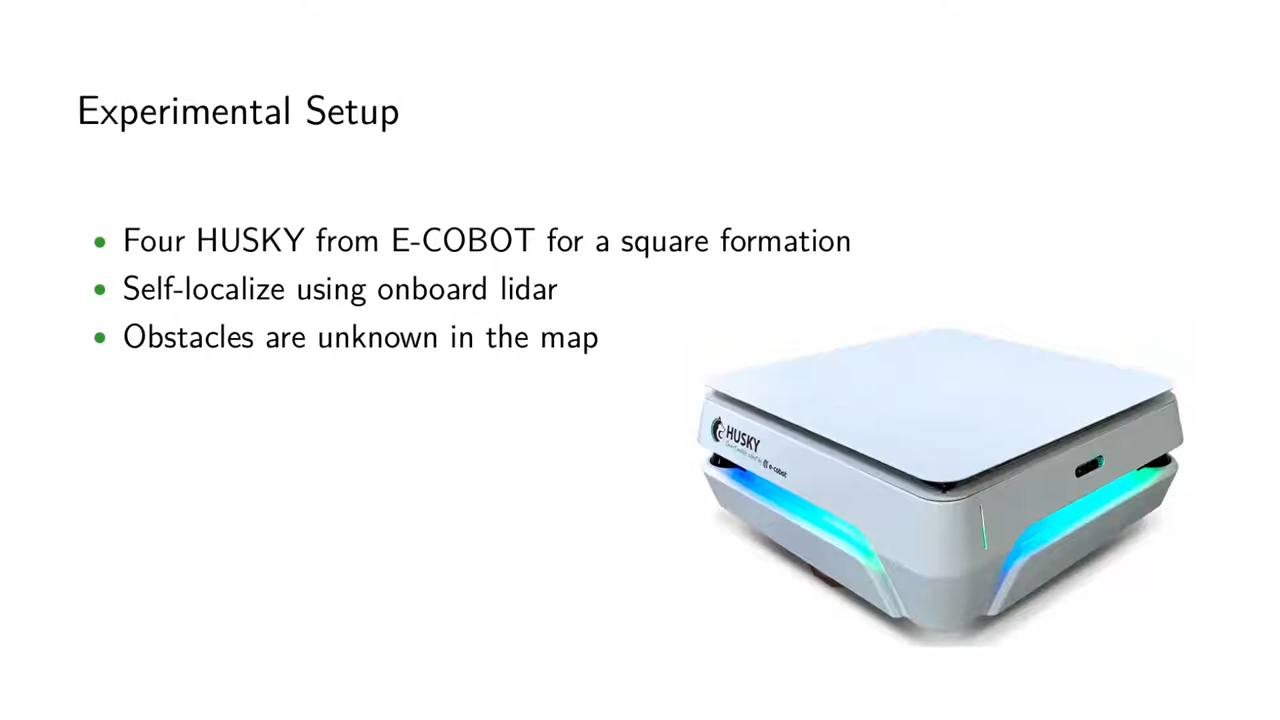 Experimental Setup
Four HUSKY from E-COBOT for a square formation
Self-localize using onboard lidar
Obstacles are unknown in the map
HUSKY
e-cobot